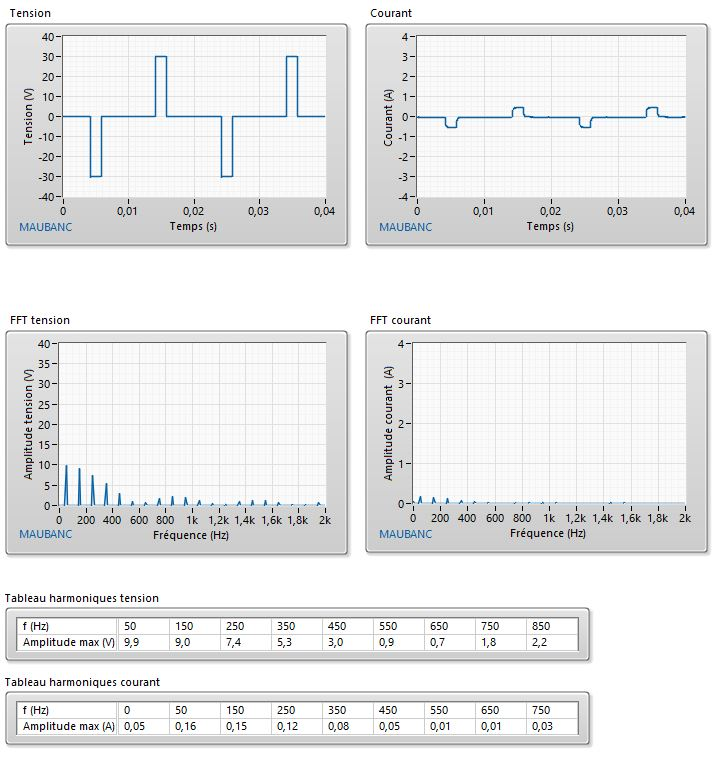 Tension
40
30
20
10
0
-10
-20
-30
-40
Tension (V)
0 0,01 0,02 0,03 0,04
Temps (s)
MAUBANC
Courant
4
3
2
1
0
-1
-2
-3
-4
Courant (A)
0 0,01 0,02 0,03 0,04
Temps (s)
MAUBANC
FFT tension
40
35
30
25
20
15
10
5
0
Amplitude tension (V)
0 200 400 600 800 1k 1,2k 1,4k 1,6k 1,8k 2k
Fréquence (Hz)
MAUBANC
FFT courant
4
3
2
1
0
Amplitude courant (A)
0 200 400 600 800 1k 1,2k 1,4k 1,6k 1,8k 2k
Fréquence (Hz)
MAUBANC
Tableau harmoniques tension
f (Hz) 50 150 250 350 450 550 650 750 850
Amplitude max (V) 9,9 9,0 7,4 5,3 3,0 0,9 0,7 1,8 2,2
Tableau harmoniques courant
f (Hz) 0 50 150 250 350 450 550 650 750
Amplitude max (A) 0,05 0,16 0,15 0,12 0,08 0,05 0,01 0,01 0,03